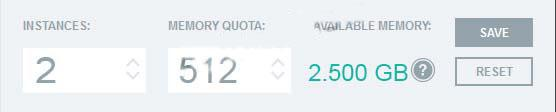 INSTANCES: MEMORY QUOTA: AVAILABLE MEMORY: SAVE
2 512 2.500 GB ? RESET